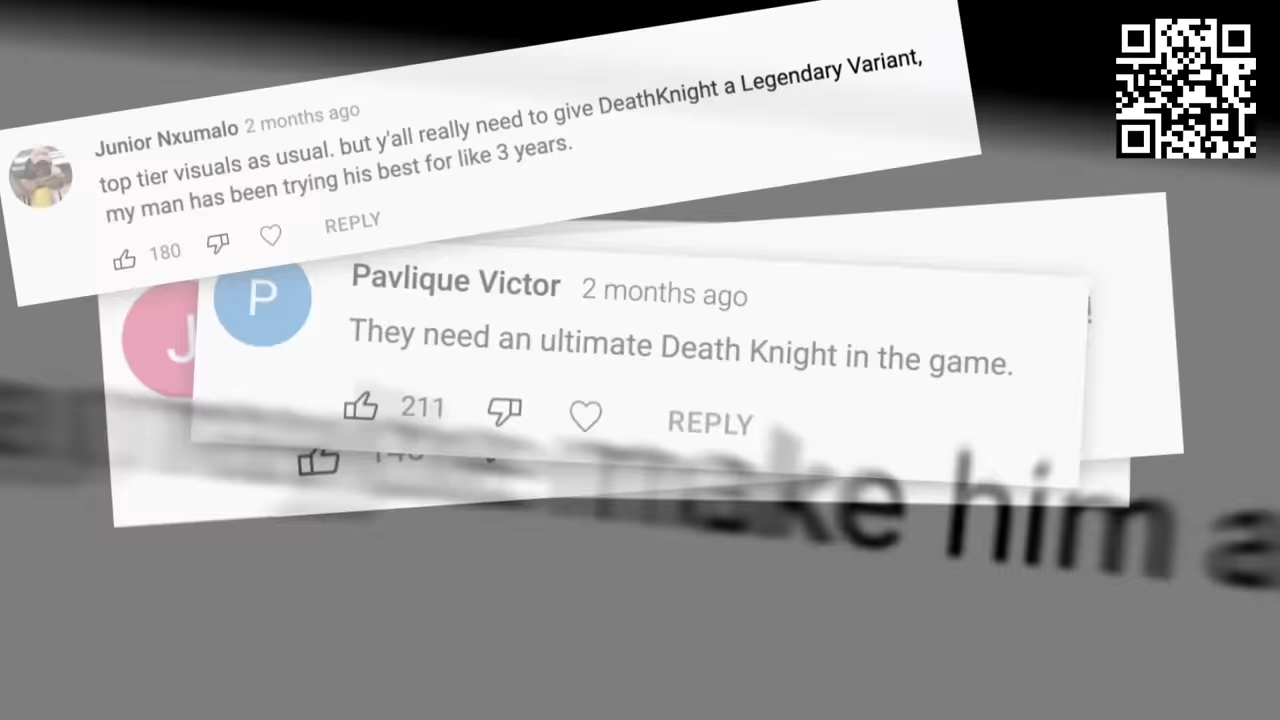 Junior Nxumalo 2 months ago
top tier visuals as usual. but y'all really need to give DeathKnight a Legendary Variant,
my man has been trying his best for like 3 years.
180
REPLY
J
P
Pavlique Victor 2 months ago
They need an ultimate Death Knight in the game.
211
REPLY
make him a